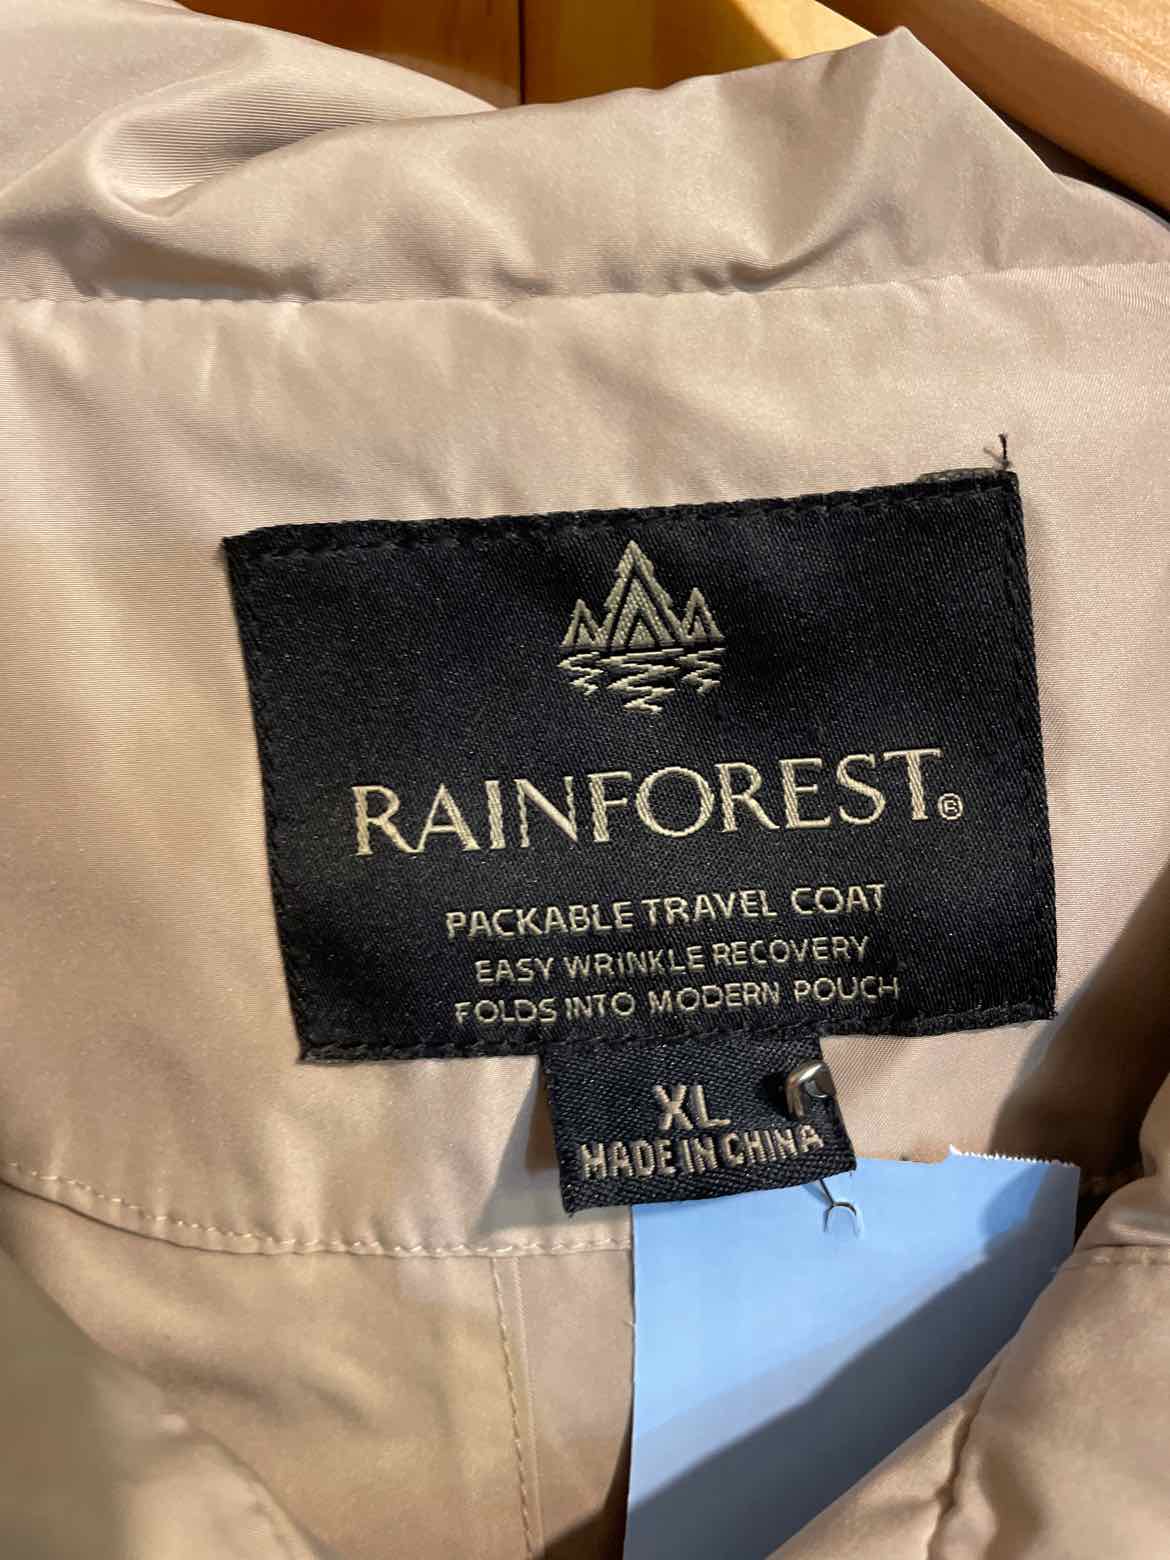 RAINFOREST®
PACKABLE TRAVEL COAT
EASY WRINKLE RECOVERY
FOLDS INTO MODERN POUCH
XL
MADE IN CHINA